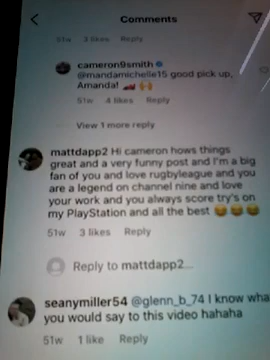 Comments
51w 3 likes Reply
cameron9smith
@mandamichelle15 good pick up,
Amanda! 🏉 🙌
51w 4 likes Reply
View 1 more reply
mattdapp2 Hi cameron hows things
great and a very funny post and I'm a big
fan of you and love rugbyleague and you
are a legend on channel nine and love
your work and you always score try's on
my PlayStation and all the best 😂😂😂
51w 3 likes Reply
Reply to mattdapp2...
seanymiller54 @glenn_b_74 I know wha
you would say to this video hahaha
51w 1 like Reply